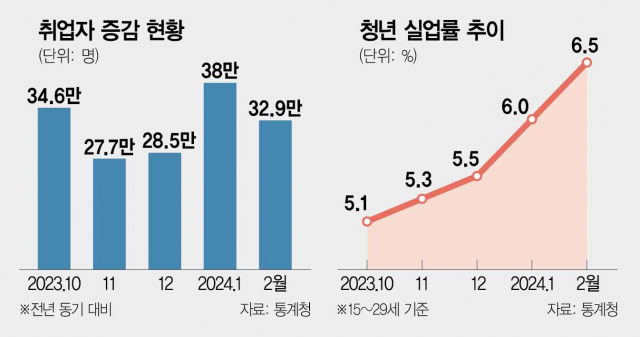 취업자 증감 현황
(단위: 명)
34.6만
27.7만
28.5만
38만
32.9만
2023.10
11
12
2024.1
2월
※전년 동기 대비
자료: 통계청
청년 실업률 추이
(단위: %)
5.1
5.3
5.5
6.0
6.5
2023.10
11
12
2024.1
2월
※15~29세 기준
자료: 통계청